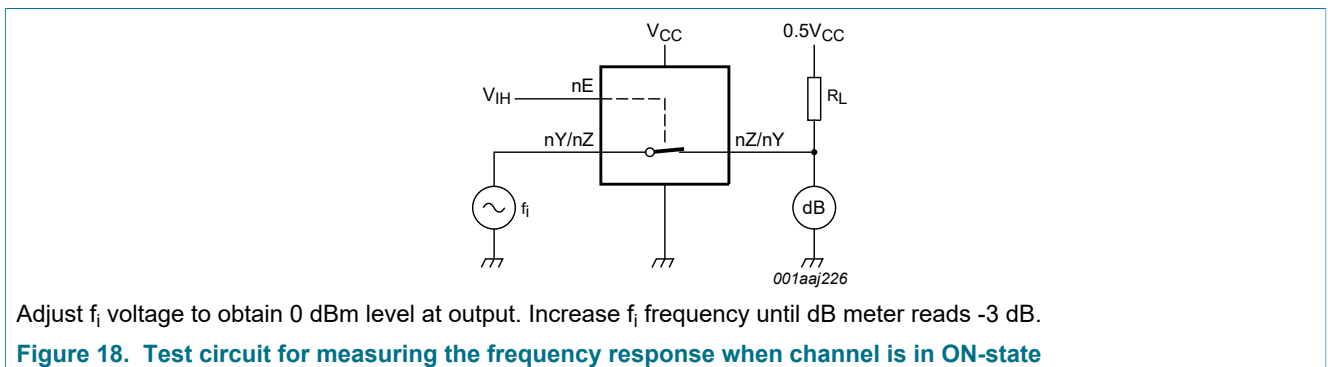 VCC
0.5VCC
nE
VIH
RL
nY/nZ
nZ/nY
fi
dB
001aaj226
Adjust fi voltage to obtain 0 dBm level at output. Increase fi frequency until dB meter reads -3 dB.
Figure 18. Test circuit for measuring the frequency response when channel is in ON-state